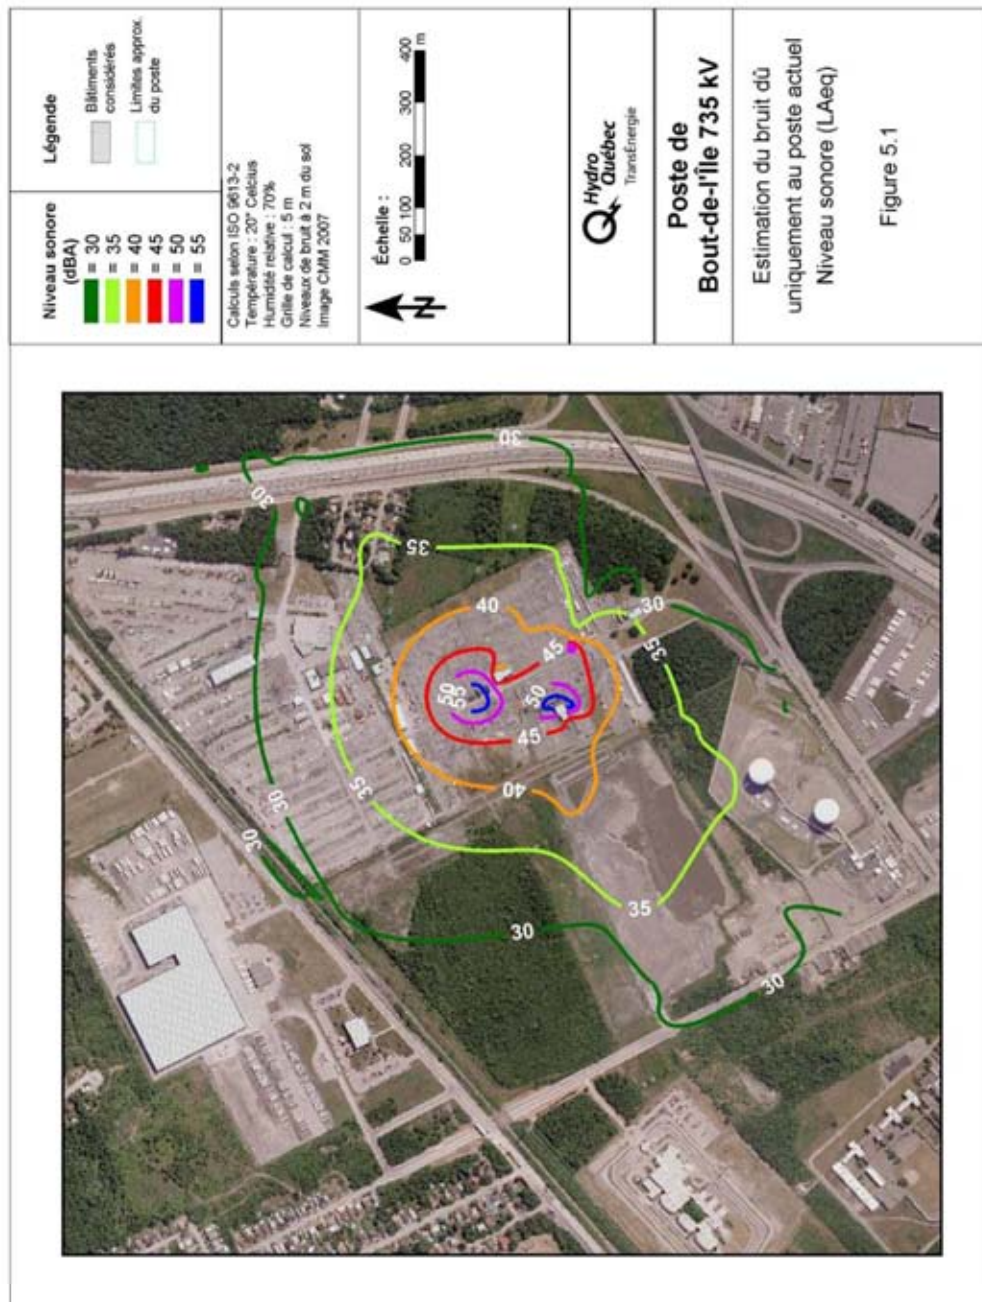 Niveau sonore
(dBA)
= 30
= 35
= 40
= 45
= 50
= 55
Légende
Bâtiments
considérés
Limites approx.
du poste
Calculs selon ISO 9613-2
Température : 20° Celcius
Humidité relative : 70%
Grille de calcul : 5 m
Niveaux de bruit à 2 m du sol
Image CMM 2007
N
Échelle :
0 50 100 200 300 400
m
Hydro
Québec
TransÉnergie
Poste de
Bout-de-l'Île 735 kV
Estimation du bruit dû
uniquement au poste actuel
Niveau sonore (LAeq)
Figure 5.1
30
30
35
40
30
45
35
50
55
50
45
40
35
30
30
35
30
30